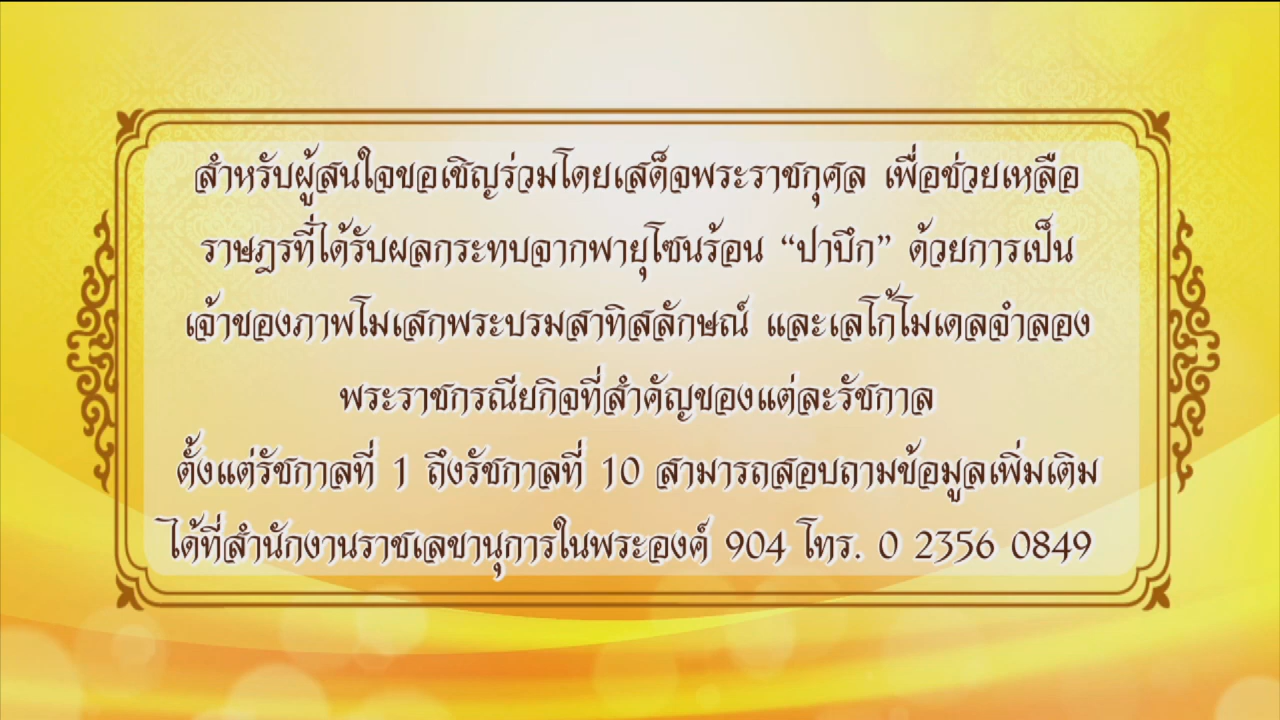 สำหรับผู้สนใจขอเชิญร่วมโดยเสด็จพระราชกุศล เพื่อช่วยเหลือ
ราษฎรที่ได้รับผลกระทบจากพายุโซนร้อน “ปาบึก” ด้วยการเป็น
เจ้าของภาพโมเสกพระบรมสาทิสลักษณ์ และเลโก้โมเดลจำลอง
พระราชกรณียกิจที่สำคัญของแต่ละรัชกาล
ตั้งแต่รัชกาลที่ 1 ถึงรัชกาลที่ 10 สามารถสอบถามข้อมูลเพิ่มเติม
ได้ที่สำนักงานราชเลขานุการในพระองค์ 904 โทร. 0 2356 0849